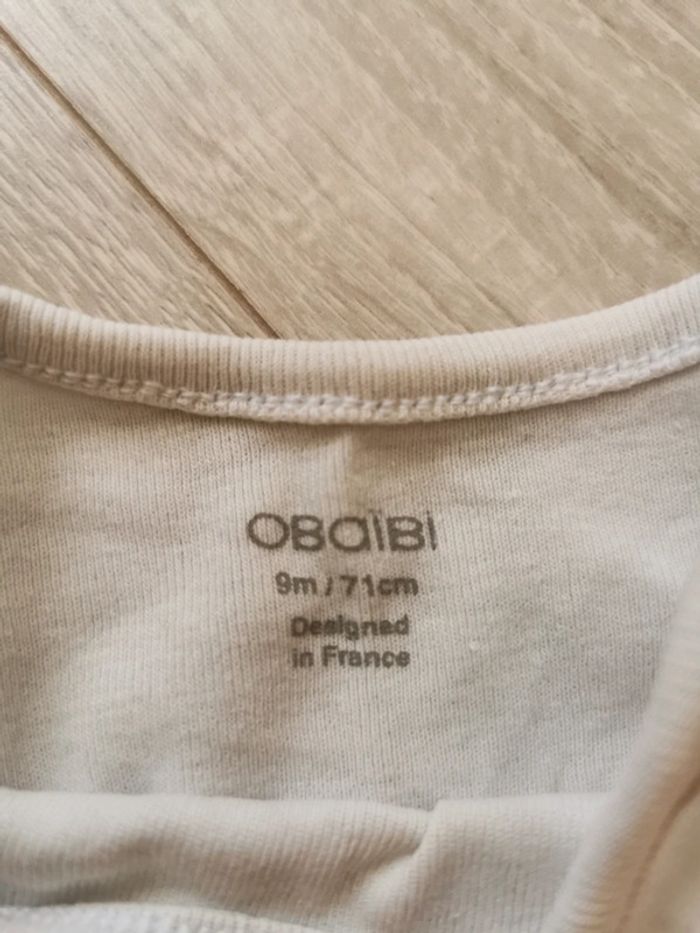 OBaïBi
9m / 71cm
Designed
in France